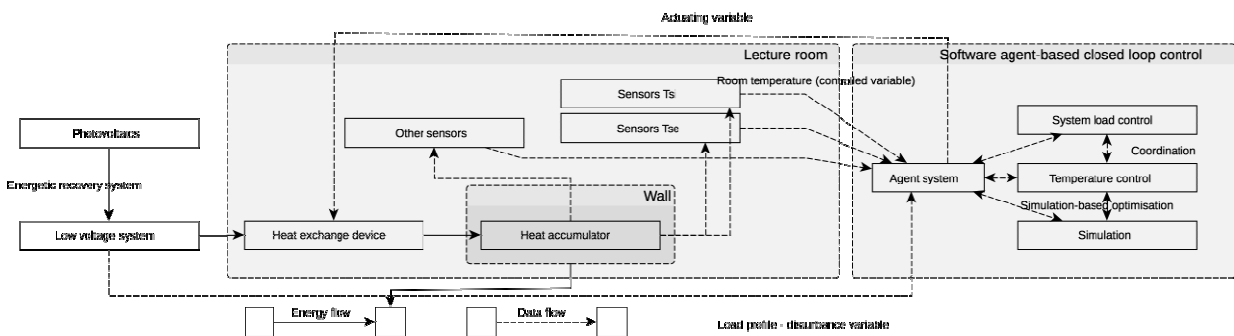 Actuating variable
Lecture room
Software agent-based closed loop control
Room temperature (controlled variable)
Sensors Tsi
Photovoltaics
Other sensors
Sensors Tse
System load control
Coordination
Energetic recovery system
Agent system
Temperature control
Wall
Simulation-based optimisation
Low voltage system
Heat exchange device
Heat accumulator
Simulation
Energy flow
Data flow
Load profile - disturbance variable